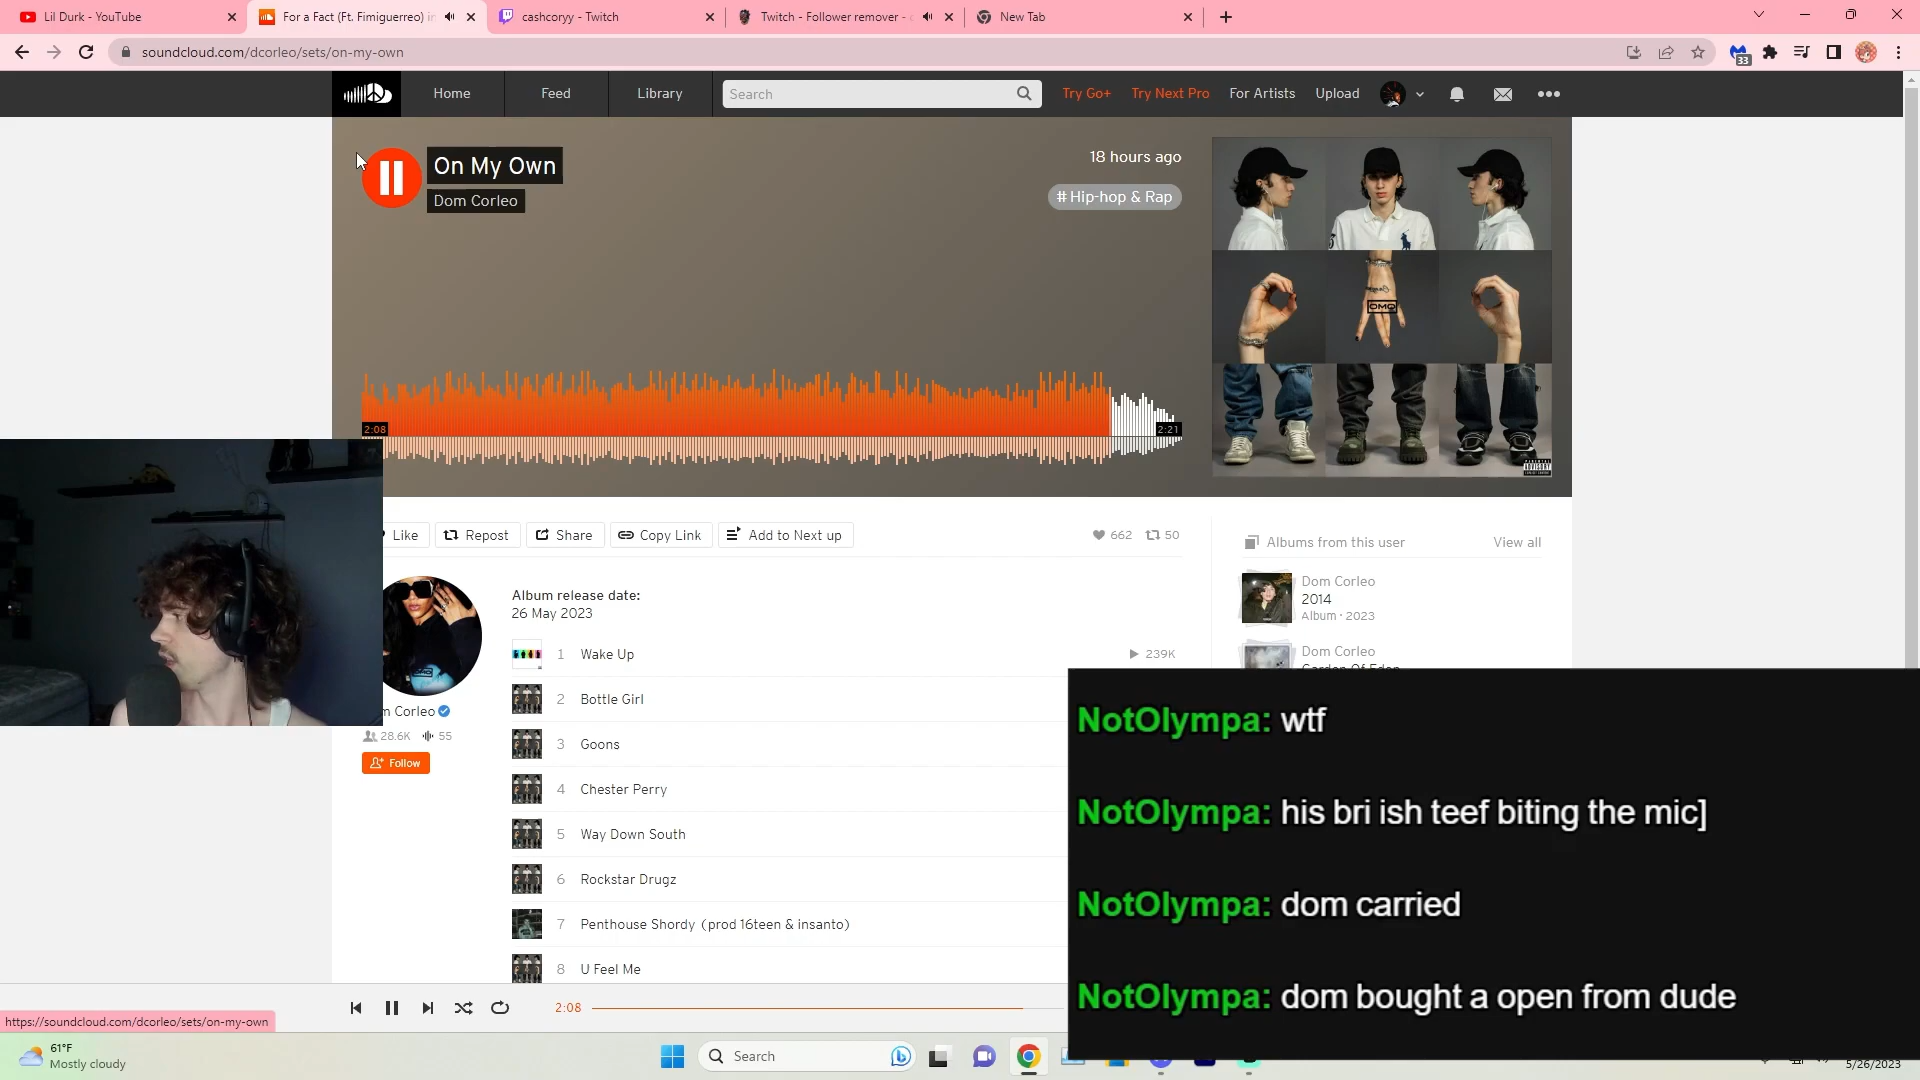 Lil Durk - YouTube
For a Fact (Ft. Fimiguerreo) in
cashcoryy - Twitch
Twitch - Follower remover -
New Tab
soundcloud.com/dcorleo/sets/on-my-own
33
Home
Feed
Library
Search
Try Go+
Try Next Pro
For Artists
Upload
On My Own
Dom Corleo
18 hours ago
# Hip-hop & Rap
OMO
2:08
2:21
Like
Repost
Share
Copy Link
Add to Next up
662
50
Albums from this user
View all
Dom Corleo
2014
Album · 2023
Dom Corleo
Garden Of Eden
Album release date:
26 May 2023
1 Wake Up
239K
2 Bottle Girl
3 Goons
4 Chester Perry
5 Way Down South
6 Rockstar Drugz
7 Penthouse Shordy (prod 16teen & insanto)
8 U Feel Me
m Corleo
28.6K
55
Follow
NotOlympa: wtf
NotOlympa: his bri ish teef biting the mic]
NotOlympa: dom carried
NotOlympa: dom bought a open from dude
2:08
https://soundcloud.com/dcorleo/sets/on-my-own
61°F
Mostly cloudy
Search
5/26/2023